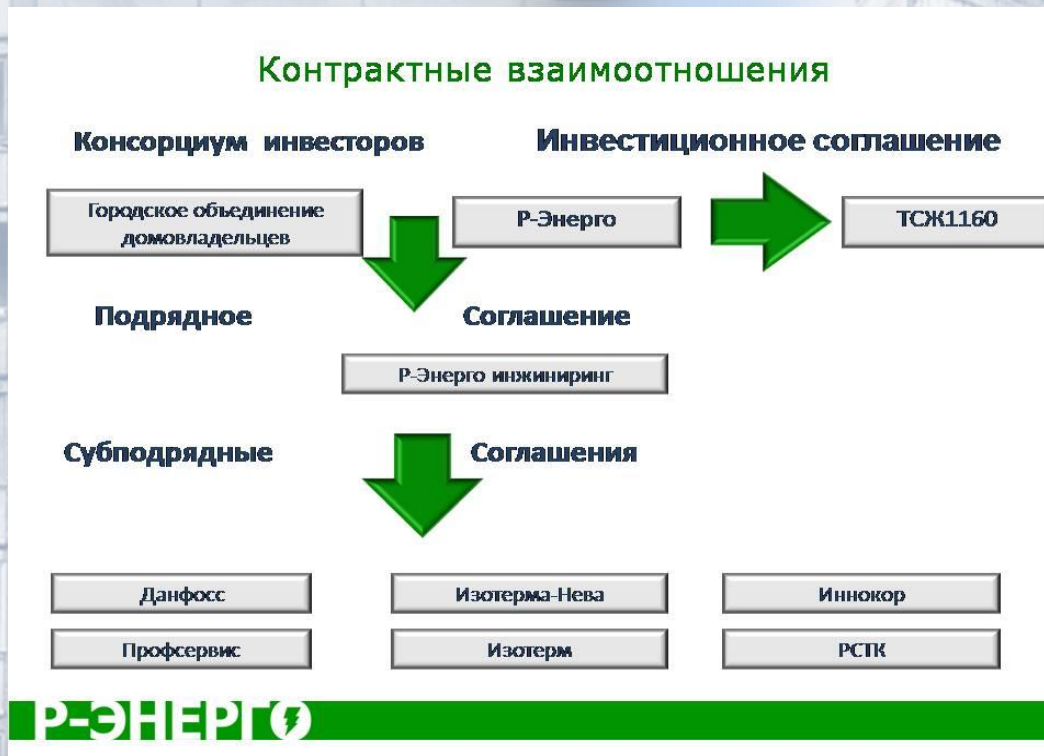 Контрактные взаимоотношения
Консорциум инвесторов
Инвестиционное соглашение
Городское объединение
домовладельцев
Р-Энерго
ТСЖ1160
Подрядное Соглашение
Р-Энерго инжиниринг
Субподрядные Соглашения
Данфосс
Изотерма-Нева
Иннокор
Профсервис
Изотерм
РСТК
Р-ЭНЕРГО